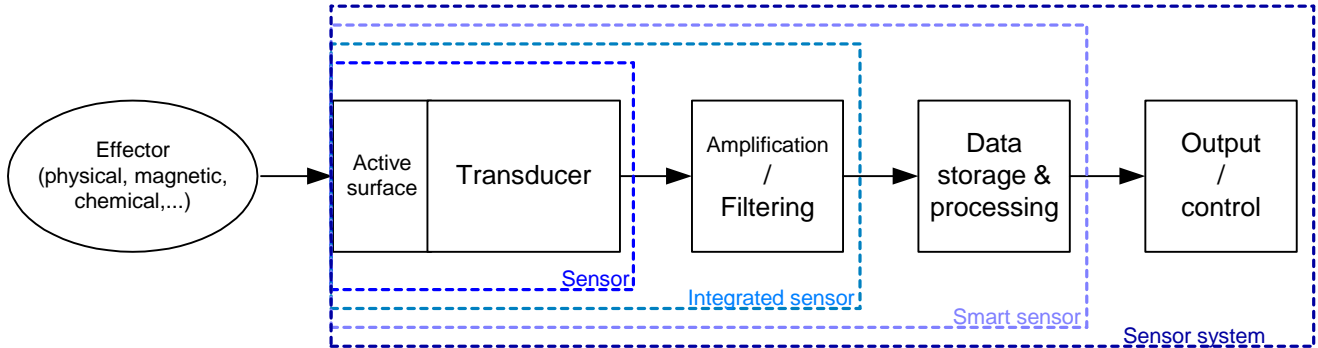 Effector
(physical, magnetic,
chemical,...)
Active
surface
Transducer
Amplification
/
Filtering
Data
storage &
processing
Output
/
control
Sensor
Integrated sensor
Smart sensor
Sensor system